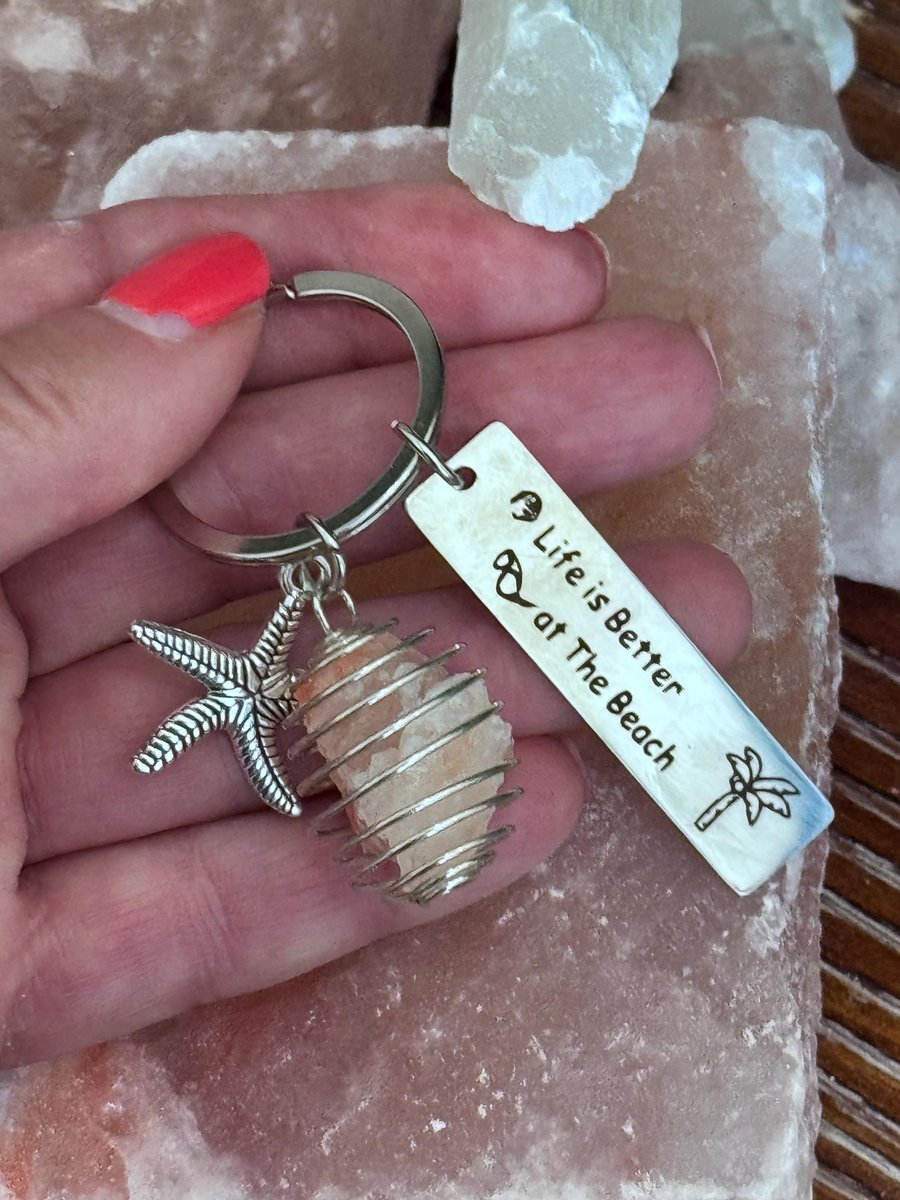 Life is Better
at The Beach